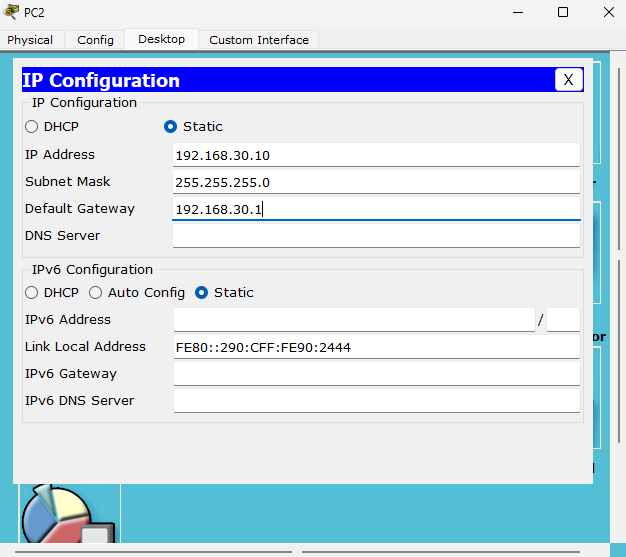 PC2
Physical Config Desktop Custom Interface
IP Configuration X
IP Configuration
DHCP Static
IP Address 192.168.30.10
Subnet Mask 255.255.255.0
Default Gateway 192.168.30.1
DNS Server
IPv6 Configuration
DHCP Auto Config Static
IPv6 Address /
Link Local Address FE80::290:CFF:FE90:2444
IPv6 Gateway
IPv6 DNS Server